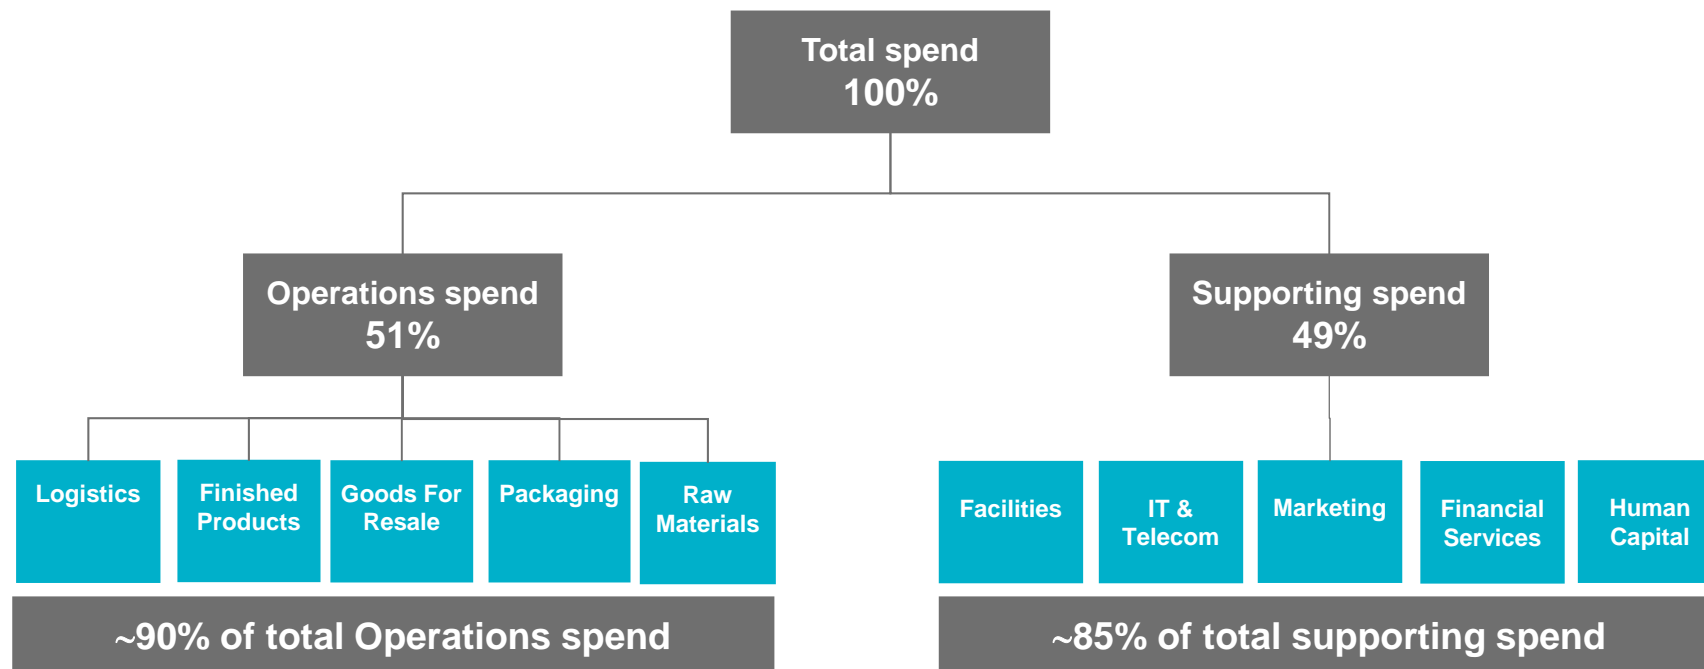 Total spend
100%
Operations spend
51%
Supporting spend
49%
Logistics
Finished
Products
Goods For
Resale
Packaging
Raw
Materials
Facilities
IT &
Telecom
Marketing
Financial
Services
Human
Capital
~90% of total Operations spend
~85% of total supporting spend